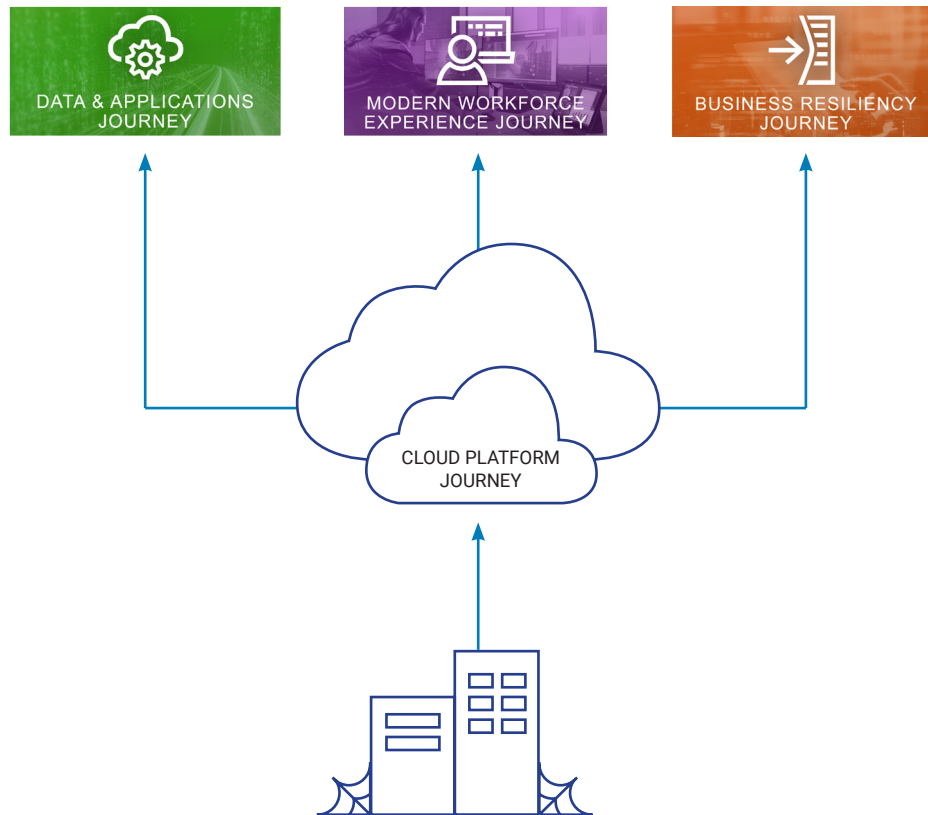 DATA & APPLICATIONS
JOURNEY
MODERN WORKFORCE
EXPERIENCE JOURNEY
BUSINESS RESILIENCY
JOURNEY
CLOUD PLATFORM
JOURNEY